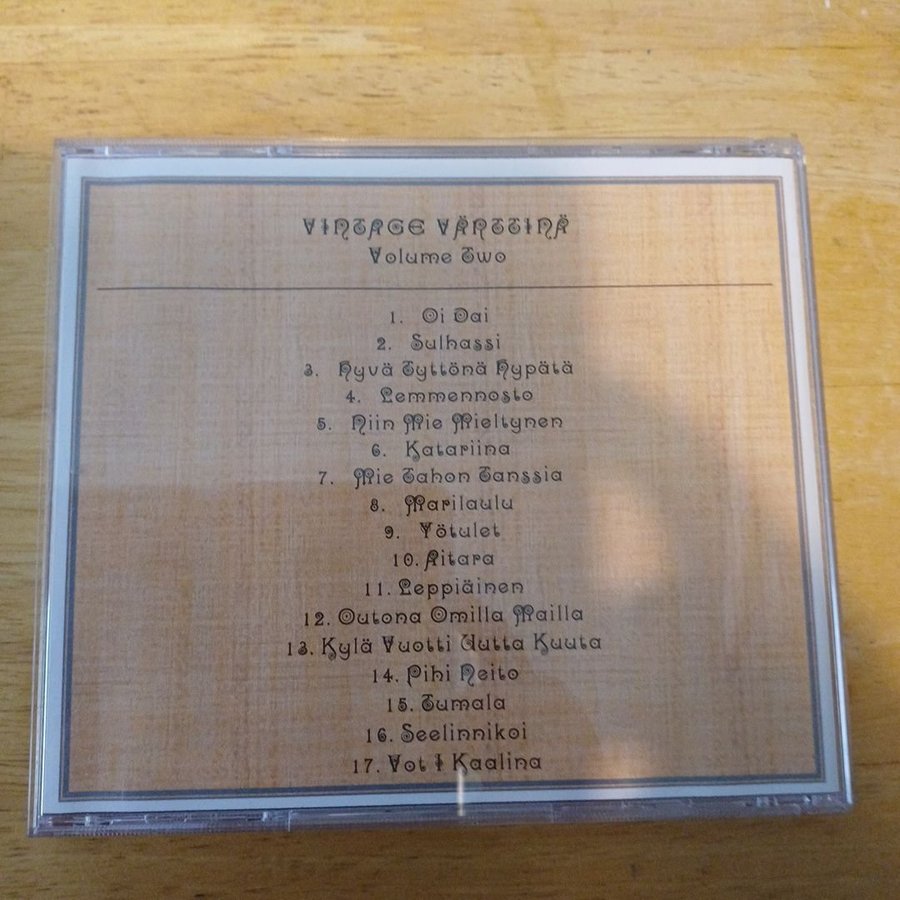 VINTAGE VÄRTTINÄ
Volume Two
1. Oi Dai
2. Sulhassi
3. Hyvä Tyttönä Hypätä
4. Lemmennosto
5. Niin Mie Mieltynen
6. Katariina
7. Mie Tahon Tanssia
8. Marilaulu
9. Yötulet
10. Aitara
11. Leppiäinen
12. Outona Omilla Mailla
13. Kylä Vuotti Uutta Kuuta
14. Pihi Neito
15. Tumala
16. Seelinnikoi
17. Vot I Kaalina